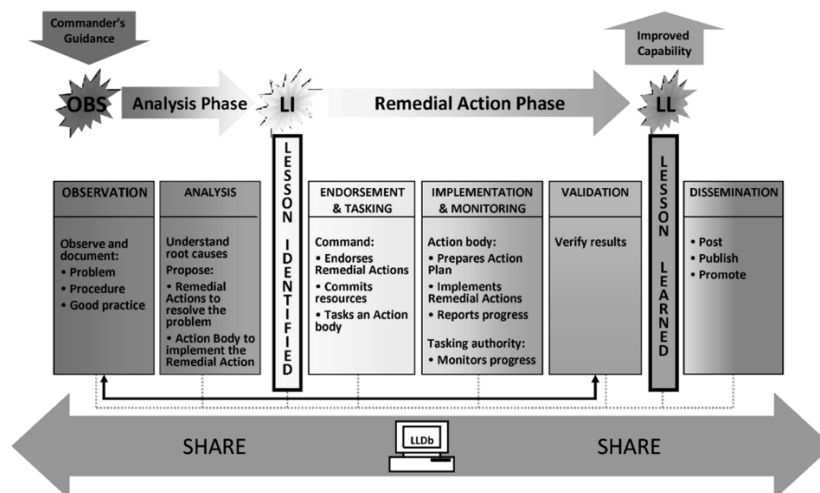 Commander's
Guidance
Improved
Capability
OBS
Analysis Phase
LI
Remedial Action Phase
LL
OBSERVATION
Observe and
document:
• Problem
• Procedure
• Good practice
ANALYSIS
Understand
root causes
Propose:
• Remedial
Actions to
resolve the
problem
• Action Body to
implement the
Remedial Action
LESSON IDENTIFIED
ENDORSEMENT
& TASKING
Command:
• Endorses
Remedial Actions
• Commits
resources
• Tasks an Action
body
IMPLEMENTATION
& MONITORING
Action body:
• Prepares Action
Plan
• Implements
Remedial Actions
• Reports progress
Tasking authority:
• Monitors progress
VALIDATION
Verify results
LESSON LEARNED
DISSEMINATION
• Post
• Publish
• Promote
SHARE
LLDb
SHARE